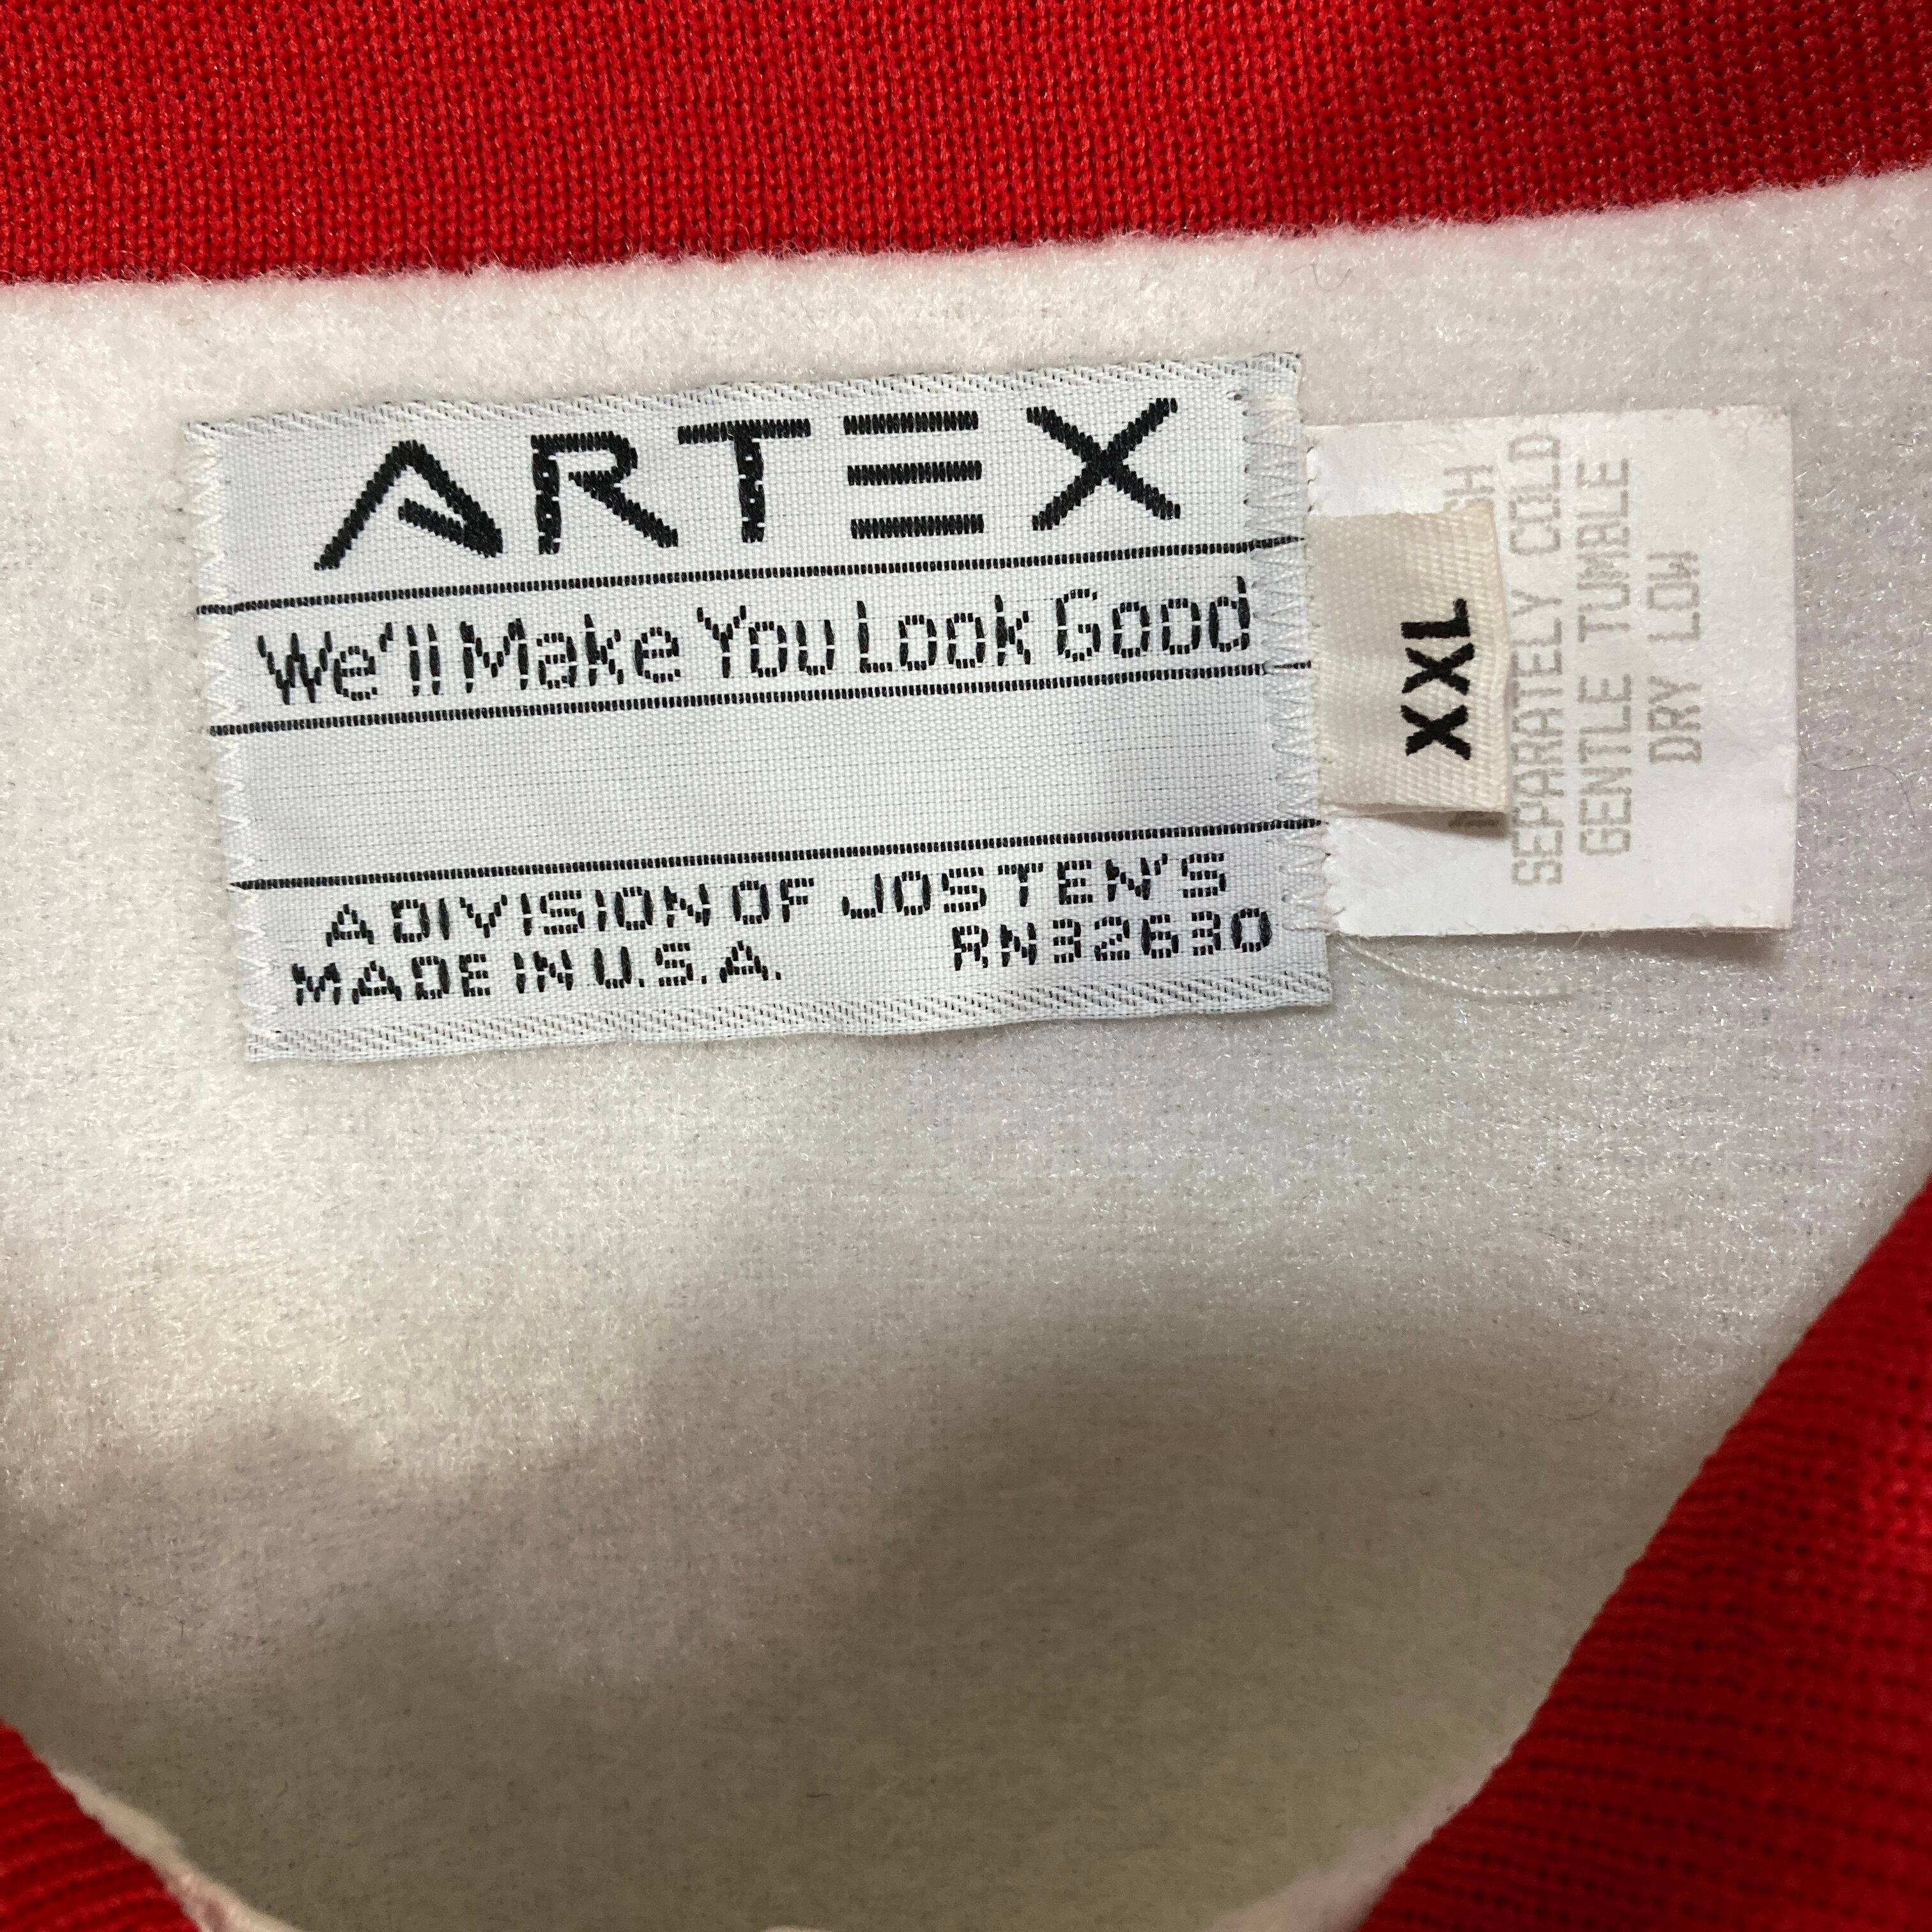 ARTEX
We'll Make You Look Good
A DIVISION OF JOSTEN'S
MADE IN U.S.A. RN32630
XXL
SEPARATELY COLD
GENTLE TUMBLE
DRY LOW